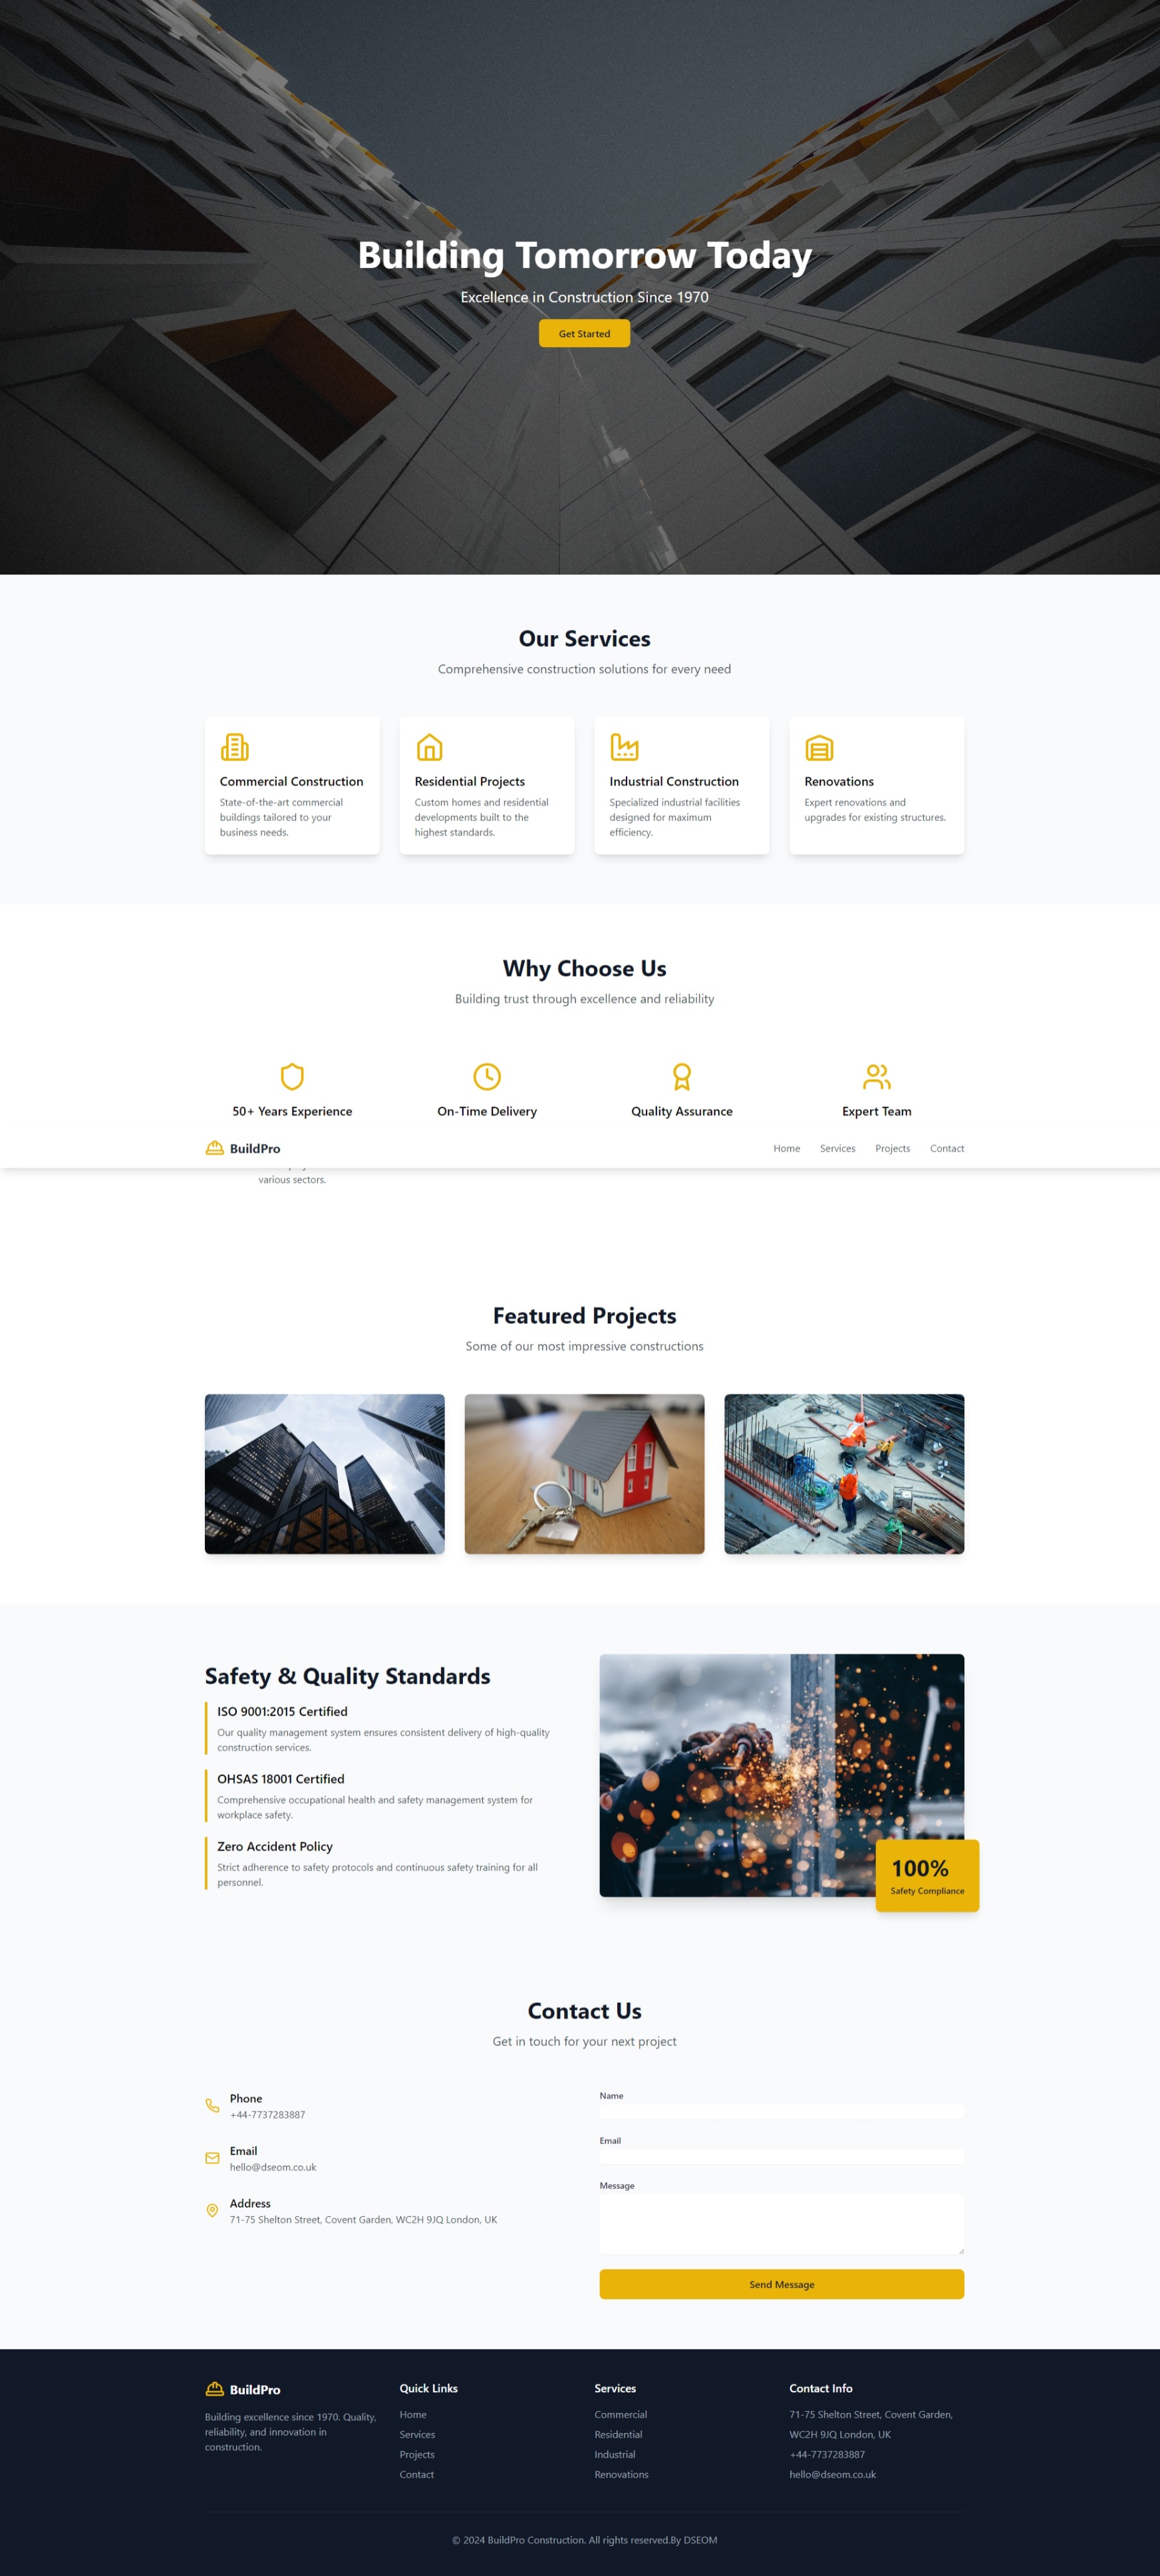 Building Tomorrow Today
Excellence in Construction Since 1970
Get Started
Our Services
Comprehensive construction solutions for every need
Commercial Construction
State-of-the-art commercial
buildings tailored to your
business needs.
Residential Projects
Custom homes and residential
developments built to the
highest standards.
Industrial Construction
Specialized industrial facilities
designed for maximum
efficiency.
Renovations
Expert renovations and
upgrades for existing structures.
Why Choose Us
Building trust through excellence and reliability
50+ Years Experience
On-Time Delivery
Quality Assurance
Expert Team
BuildPro
Home
Services
Projects
Contact
various sectors.
Featured Projects
Some of our most impressive constructions
Safety & Quality Standards
ISO 9001:2015 Certified
Our quality management system ensures consistent delivery of high-quality
construction services.
OHSAS 18001 Certified
Comprehensive occupational health and safety management system for
workplace safety.
Zero Accident Policy
Strict adherence to safety protocols and continuous safety training for all
personnel.
100%
Safety Compliance
Contact Us
Get in touch for your next project
Phone
+44-7737283887
Email
hello@dseom.co.uk
Address
71-75 Shelton Street, Covent Garden, WC2H 9JQ London, UK
Name
Email
Message
Send Message
BuildPro
Building excellence since 1970. Quality,
reliability, and innovation in
construction.
Quick Links
Home
Services
Projects
Contact
Services
Commercial
Residential
Industrial
Renovations
Contact Info
71-75 Shelton Street, Covent Garden,
WC2H 9JQ London, UK
+44-7737283887
hello@dseom.co.uk
© 2024 BuildPro Construction. All rights reserved.By DSEOM